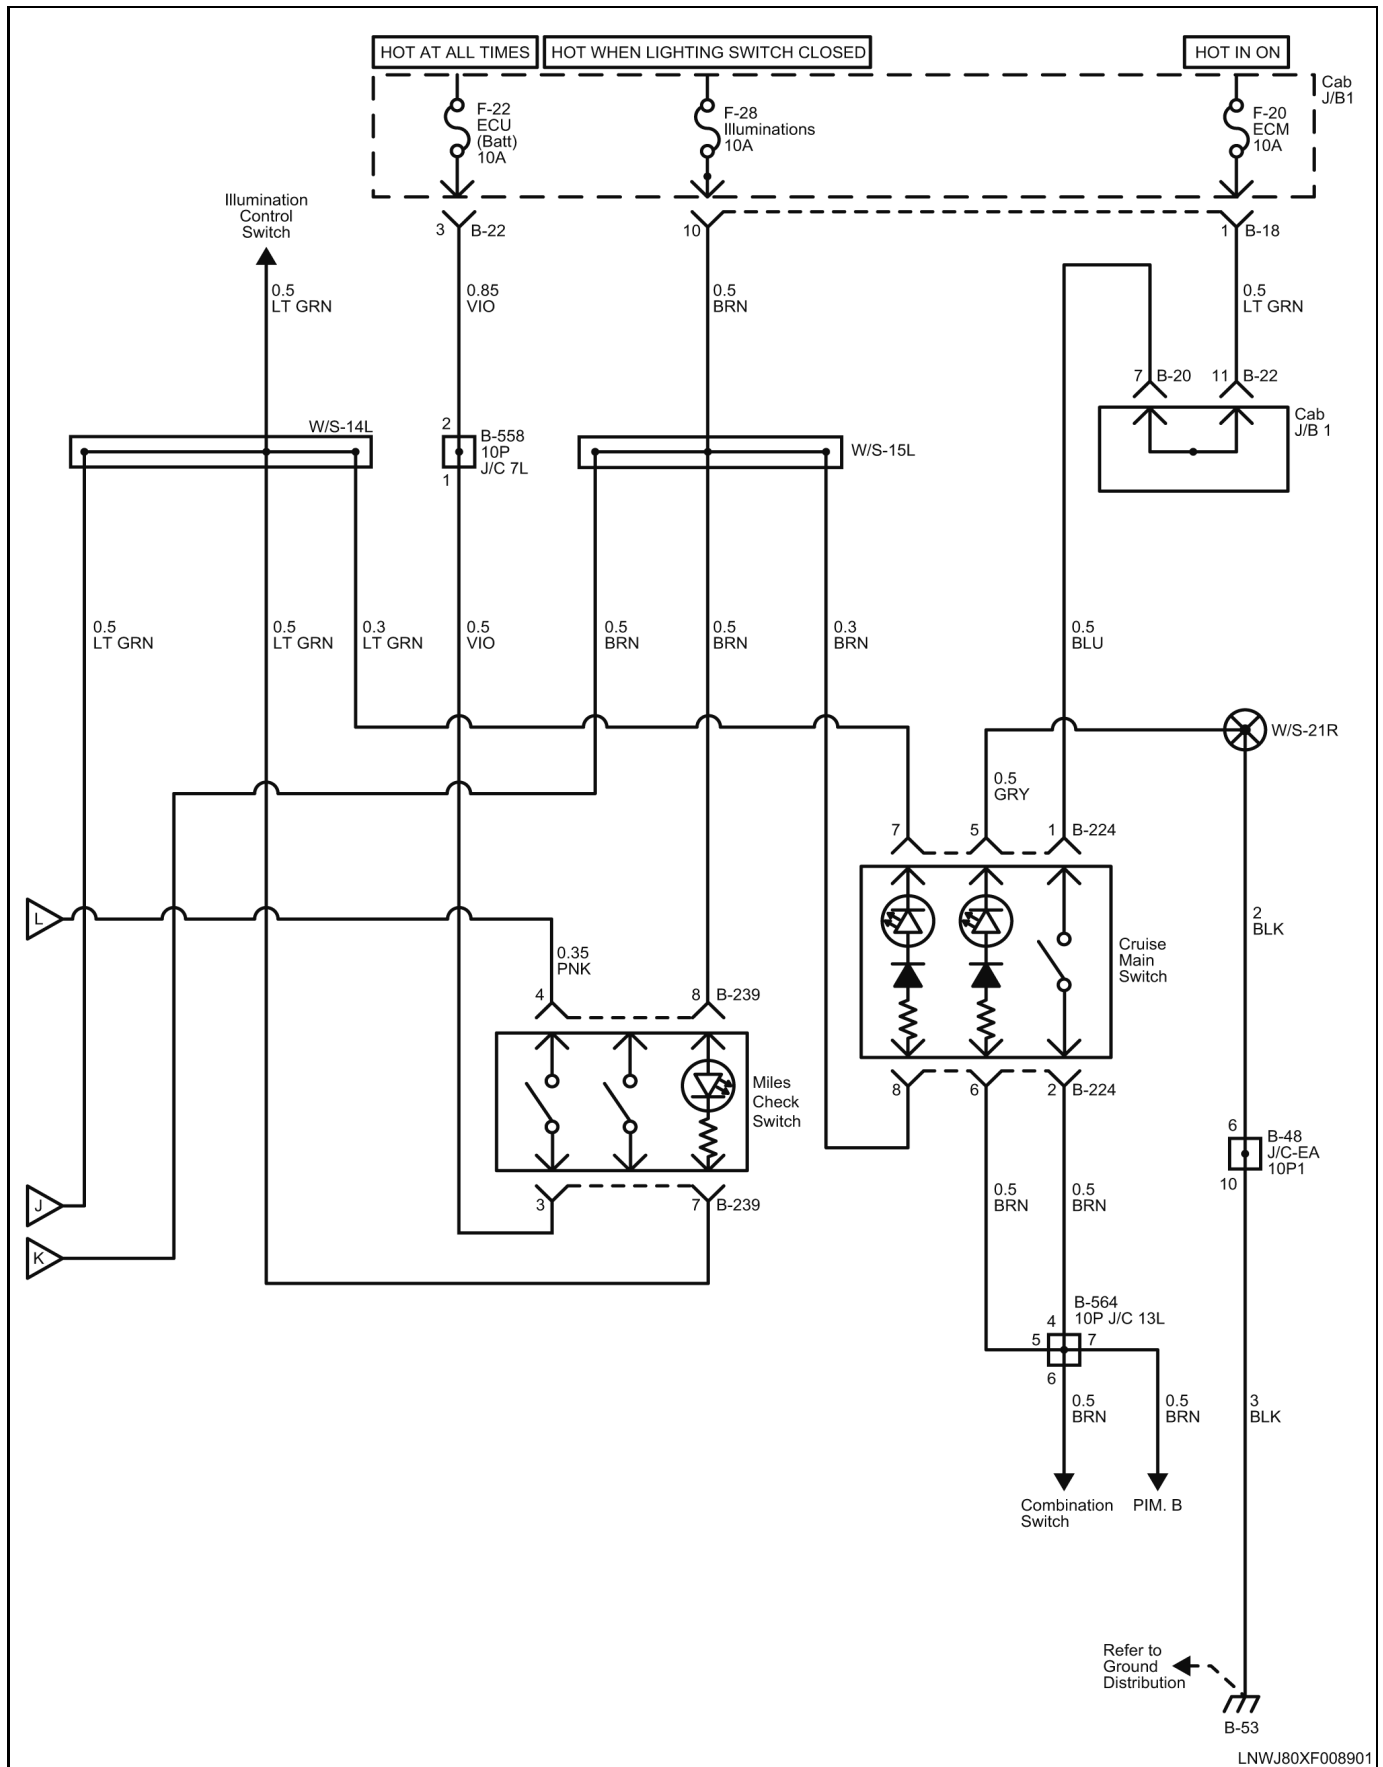 HOT AT ALL TIMES
HOT WHEN LIGHTING SWITCH CLOSED
HOT IN ON
Cab
J/B1
F-22
ECU
(Batt)
10A
F-28
Illuminations
10A
F-20
ECM
10A
Illumination
Control
Switch
3
B-22
10
1
B-18
0.5
LT GRN
0.85
VIO
0.5
BRN
0.5
LT GRN
7
B-20
11
B-22
Cab
J/B 1
W/S-14L
2
B-558
10P
J/C 7L
1
W/S-15L
0.5
LT GRN
0.5
LT GRN
0.3
LT GRN
0.5
VIO
0.5
BRN
0.5
BRN
0.3
BRN
0.5
BLU
W/S-21R
0.5
GRY
7
5
1
B-224
L
2
BLK
Cruise
Main
Switch
0.35
PNK
4
8
B-239
Miles
Check
Switch
8
6
2
B-224
6
B-48
J/C-EA
10P1
10
J
3
7
B-239
0.5
BRN
0.5
BRN
K
B-564
10P J/C 13L
4
5
7
6
0.5
BRN
0.5
BRN
3
BLK
Combination
Switch
PIM. B
Refer to
Ground
Distribution
B-53
LNWJ80XF008901